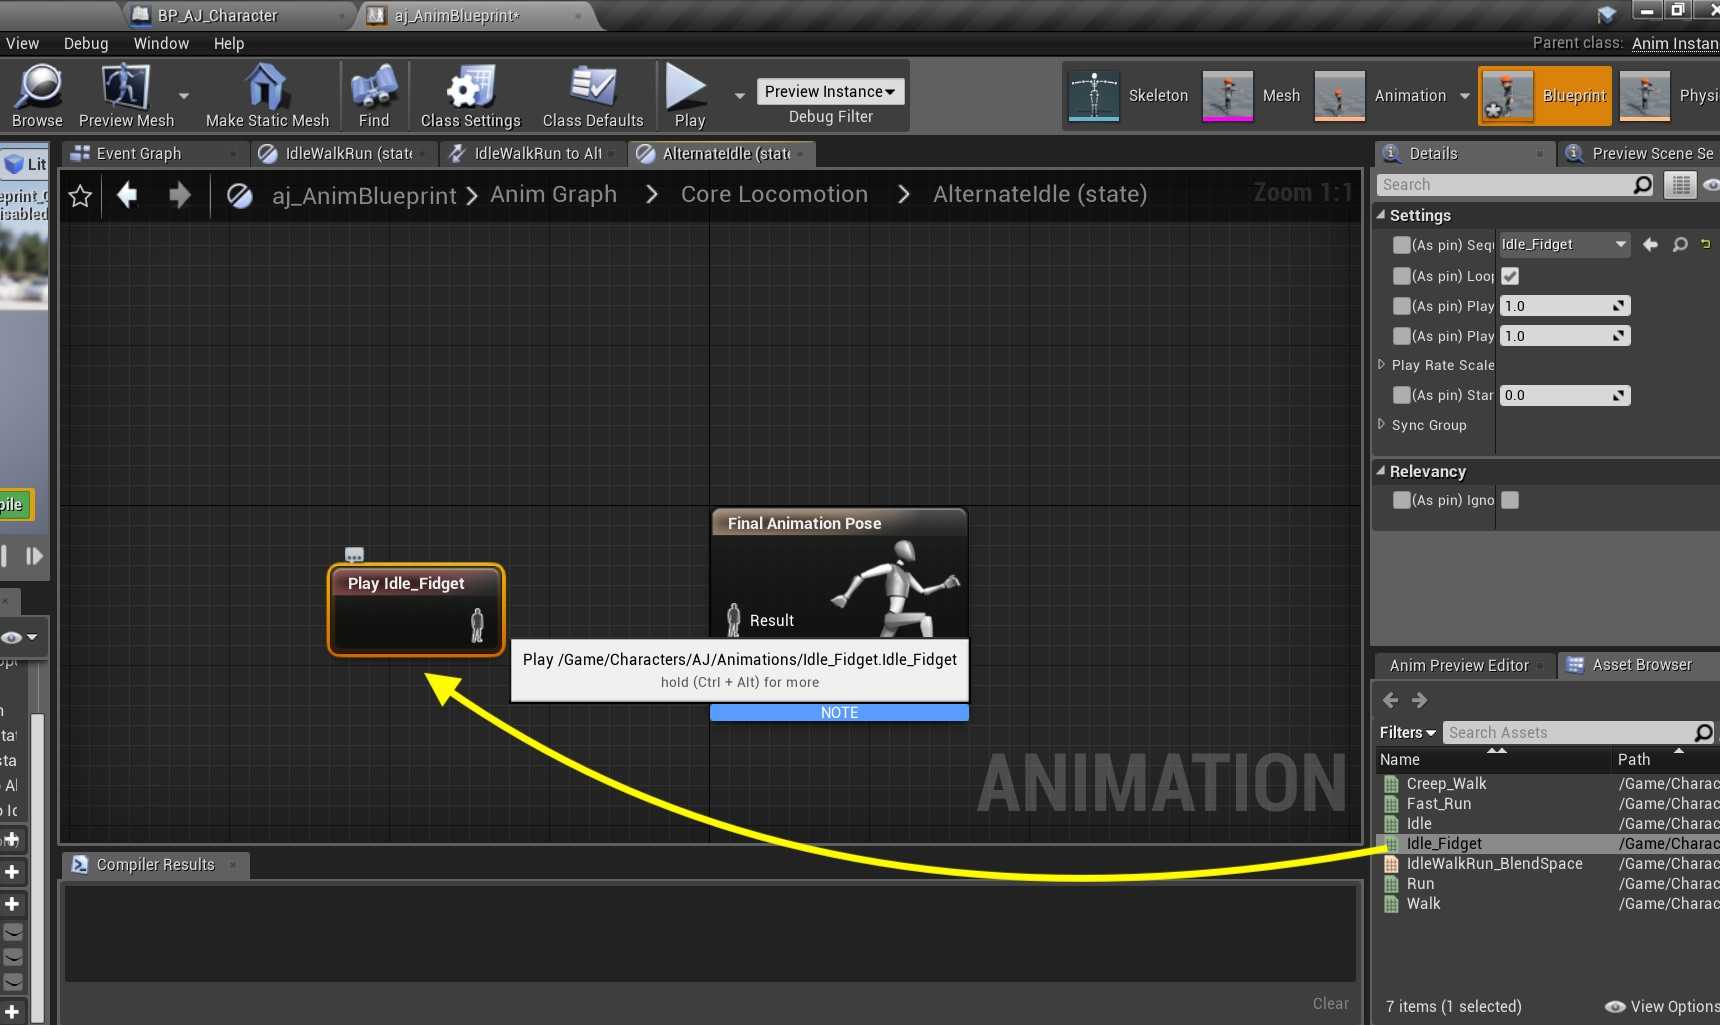 BP_AJ_Character
aj_AnimBlueprint*
View Debug Window Help
Parent class: Anim Instan
Browse
Preview Mesh
Make Static Mesh
Find
Class Settings
Class Defaults
Play
Preview Instance
Debug Filter
Skeleton
Mesh
Animation
Blueprint
Physi
Lit
eprint_
isabled
pile
Event Graph
IdleWalkRun (stat
IdleWalkRun to Alt
AlternateIdle (stat
aj_AnimBlueprint > Anim Graph > Core Locomotion > AlternateIdle (state)
Zoom 1:1
Play Idle_Fidget
Final Animation Pose
Result
Play /Game/Characters/AJ/Animations/Idle_Fidget.Idle_Fidget
hold (Ctrl + Alt) for more
NOTE
ANIMATION
Compiler Results
Clear
Details
Preview Scene Se
Search
Settings
(As pin) Sequ Idle_Fidget
(As pin) Loop
(As pin) Play 1.0
(As pin) Play 1.0
Play Rate Scale
(As pin) Star 0.0
Sync Group
Relevancy
(As pin) Igno
Anim Preview Editor
Asset Browser
Filters
Search Assets
Name Path
Creep_Walk /Game/Charac
Fast_Run /Game/Charac
Idle /Game/Charac
Idle_Fidget /Game/Charac
IdleWalkRun_BlendSpace /Game/Charac
Run /Game/Charac
Walk /Game/Charac
7 items (1 selected)
View Options